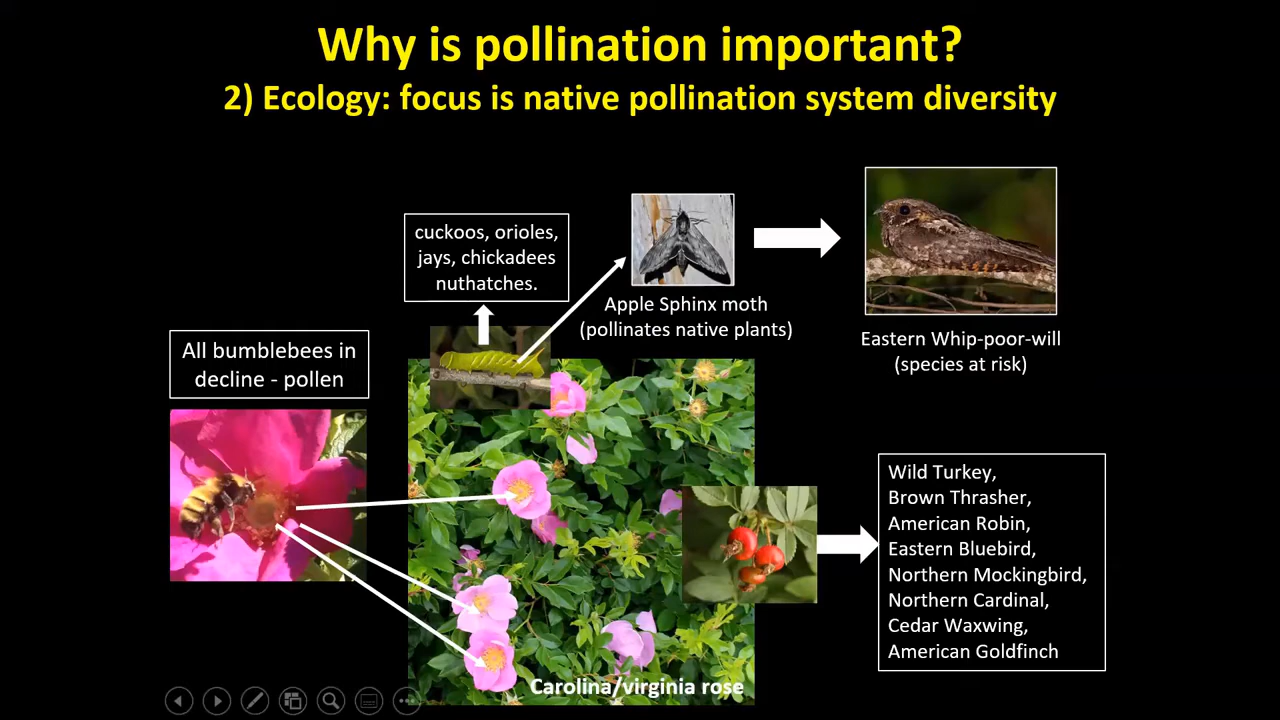 Why is pollination important?
2) Ecology: focus is native pollination system diversity
cuckoos, orioles,
jays, chickadees
nuthatches.
Apple Sphinx moth
(pollinates native plants)
Eastern Whip-poor-will
(species at risk)
All bumblebees in
decline - pollen
Wild Turkey,
Brown Thrasher,
American Robin,
Eastern Bluebird,
Northern Mockingbird,
Northern Cardinal,
Cedar Waxwing,
American Goldfinch
Carolina/virginia rose